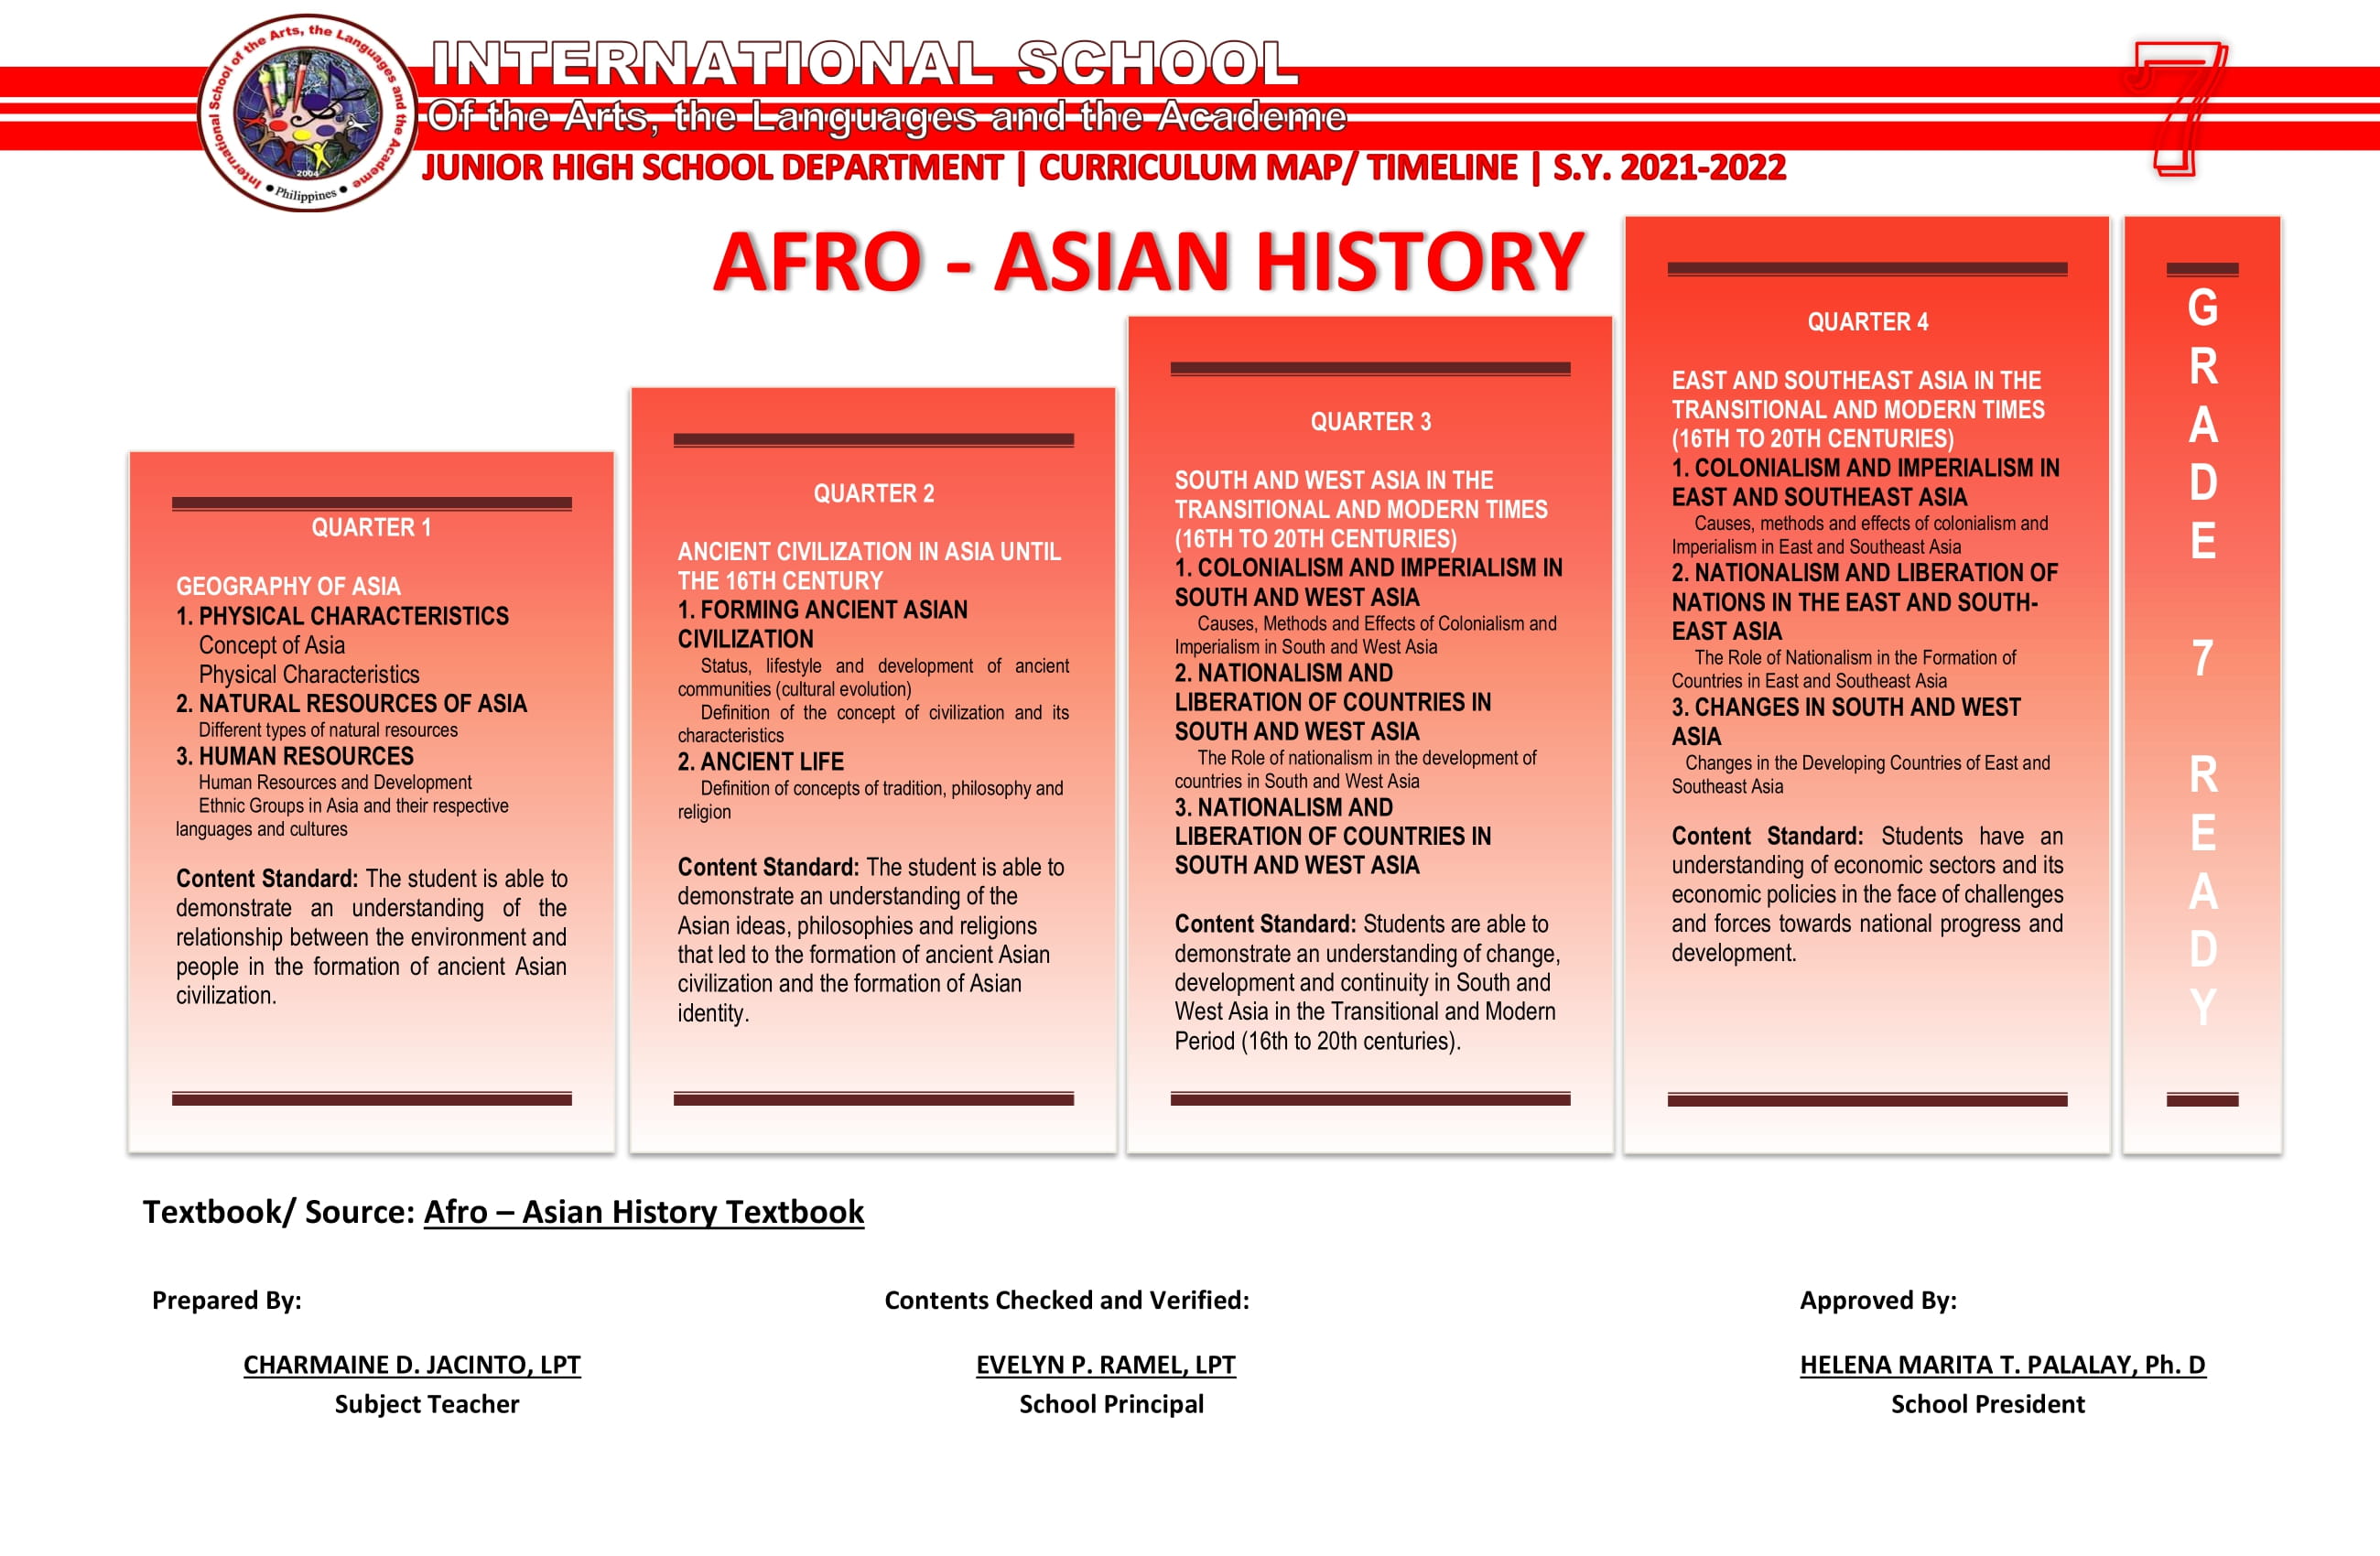 International School of the Arts, the Languages and the Academe
2004
• Philippines •
INTERNATIONAL SCHOOL
Of the Arts, the Languages and the Academe
JUNIOR HIGH SCHOOL DEPARTMENT | CURRICULUM MAP/ TIMELINE | S.Y. 2021-2022
7
AFRO - ASIAN HISTORY
QUARTER 1
GEOGRAPHY OF ASIA
1. PHYSICAL CHARACTERISTICS
Concept of Asia
Physical Characteristics
2. NATURAL RESOURCES OF ASIA
Different types of natural resources
3. HUMAN RESOURCES
Human Resources and Development
Ethnic Groups in Asia and their respective
languages and cultures
Content Standard: The student is able to
demonstrate an understanding of the
relationship between the environment and
people in the formation of ancient Asian
civilization.
QUARTER 2
ANCIENT CIVILIZATION IN ASIA UNTIL
THE 16TH CENTURY
1. FORMING ANCIENT ASIAN
CIVILIZATION
Status, lifestyle and development of ancient
communities (cultural evolution)
Definition of the concept of civilization and its
characteristics
2. ANCIENT LIFE
Definition of concepts of tradition, philosophy and
religion
Content Standard: The student is able to
demonstrate an understanding of the
Asian ideas, philosophies and religions
that led to the formation of ancient Asian
civilization and the formation of Asian
identity.
QUARTER 3
SOUTH AND WEST ASIA IN THE
TRANSITIONAL AND MODERN TIMES
(16TH TO 20TH CENTURIES)
1. COLONIALISM AND IMPERIALISM IN
SOUTH AND WEST ASIA
Causes, Methods and Effects of Colonialism and
Imperialism in South and West Asia
2. NATIONALISM AND
LIBERATION OF COUNTRIES IN
SOUTH AND WEST ASIA
The Role of nationalism in the development of
countries in South and West Asia
3. NATIONALISM AND
LIBERATION OF COUNTRIES IN
SOUTH AND WEST ASIA
Content Standard: Students are able to
demonstrate an understanding of change,
development and continuity in South and
West Asia in the Transitional and Modern
Period (16th to 20th centuries).
QUARTER 4
EAST AND SOUTHEAST ASIA IN THE
TRANSITIONAL AND MODERN TIMES
(16TH TO 20TH CENTURIES)
1. COLONIALISM AND IMPERIALISM IN
EAST AND SOUTHEAST ASIA
Causes, methods and effects of colonialism and
Imperialism in East and Southeast Asia
2. NATIONALISM AND LIBERATION OF
NATIONS IN THE EAST AND SOUTH-
EAST ASIA
The Role of Nationalism in the Formation of
Countries in East and Southeast Asia
3. CHANGES IN SOUTH AND WEST
ASIA
Changes in the Developing Countries of East and
Southeast Asia
Content Standard: Students have an
understanding of economic sectors and its
economic policies in the face of challenges
and forces towards national progress and
development.
GRADE 7 READY
Textbook/ Source: Afro – Asian History Textbook
Prepared By:
CHARMAINE D. JACINTO, LPT
Subject Teacher
Contents Checked and Verified:
EVELYN P. RAMEL, LPT
School Principal
Approved By:
HELENA MARITA T. PALALAY, Ph. D
School President